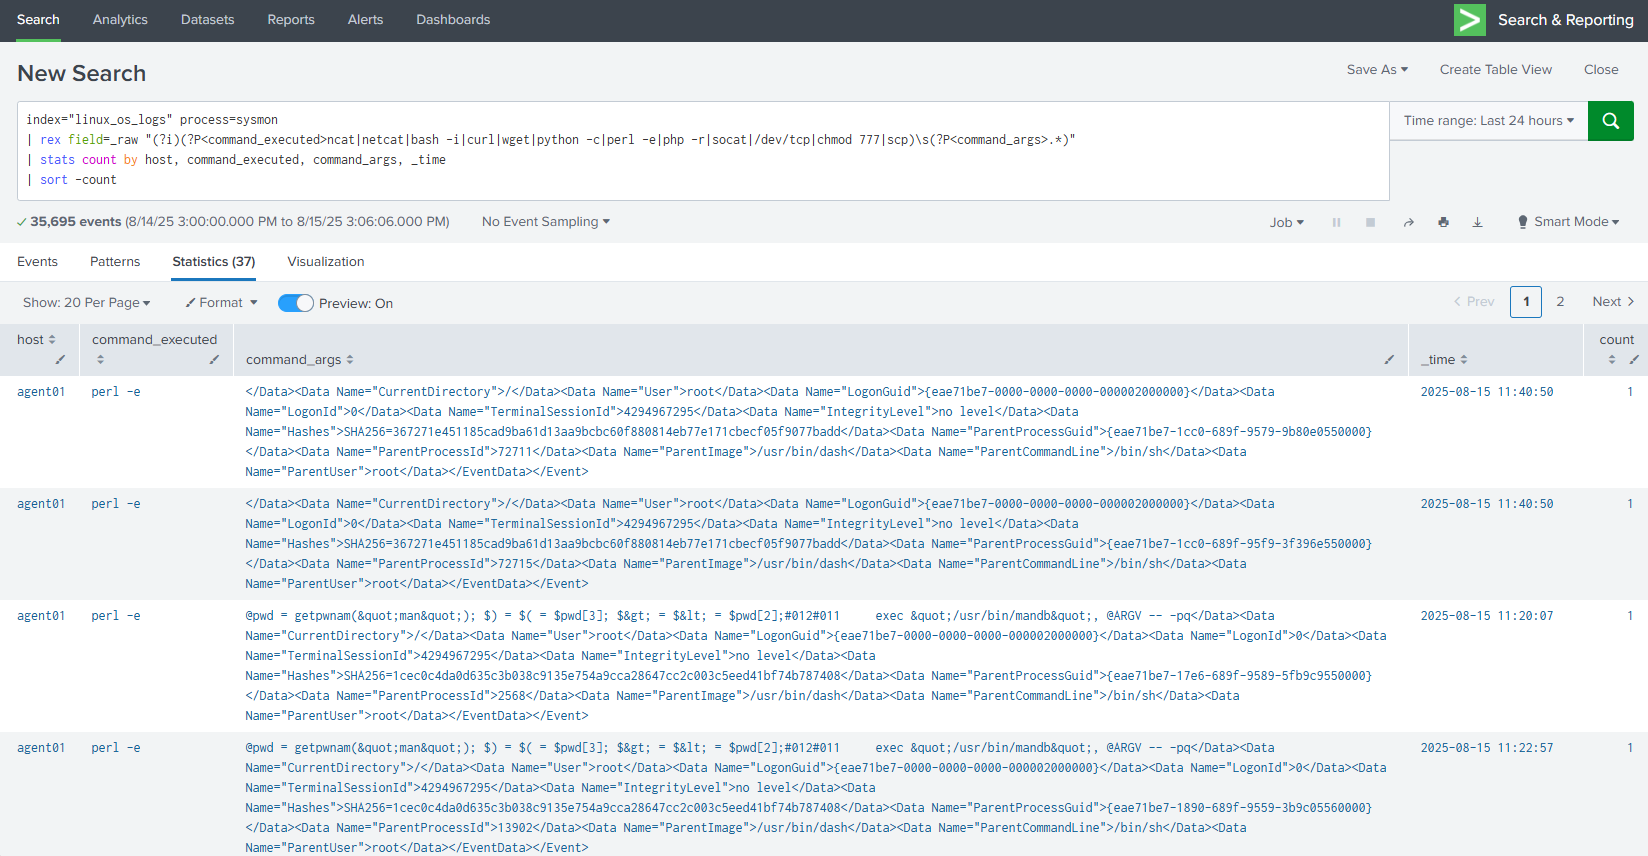 Search Analytics Datasets Reports Alerts Dashboards Search & Reporting
New Search
Save As Create Table View Close
index="linux_os_logs" process=sysmon
| rex field=_raw "(?i)(?P<command_executed>ncat|netcat|bash -i|curl|wget|python -c|perl -e|php -r|socat|/dev/tcp|chmod 777|scp)\s(?P<command_args>.*)"
| stats count by host, command_executed, command_args, _time
| sort -count
Time range: Last 24 hours
35,695 events (8/14/25 3:00:00.000 PM to 8/15/25 3:06:06.000 PM) No Event Sampling Job Smart Mode
Events Patterns Statistics (37) Visualization
Show: 20 Per Page Format Preview: On Prev 1 2 Next
host command_executed command_args _time count
agent01 perl -e </Data><Data Name="CurrentDirectory">/</Data><Data Name="User">root</Data><Data Name="LogonGuid">{eae71be7-0000-0000-0000-000002000000}</Data><Data 2025-08-15 11:40:50 1
Name="LogonId">0</Data><Data Name="TerminalSessionId">4294967295</Data><Data Name="IntegrityLevel">no level</Data><Data
Name="Hashes">SHA256=367271e451185cad9ba61d13aa9bcbc60f880814eb77e171cbecf05f9077badd</Data><Data Name="ParentProcessGuid">{eae71be7-1cc0-689f-9579-9b80e0550000}
</Data><Data Name="ParentProcessId">72711</Data><Data Name="ParentImage">/usr/bin/dash</Data><Data Name="ParentCommandLine">/bin/sh</Data><Data
Name="ParentUser">root</Data></EventData></Event>
agent01 perl -e </Data><Data Name="CurrentDirectory">/</Data><Data Name="User">root</Data><Data Name="LogonGuid">{eae71be7-0000-0000-0000-000002000000}</Data><Data 2025-08-15 11:40:50 1
Name="LogonId">0</Data><Data Name="TerminalSessionId">4294967295</Data><Data Name="IntegrityLevel">no level</Data><Data
Name="Hashes">SHA256=367271e451185cad9ba61d13aa9bcbc60f880814eb77e171cbecf05f9077badd</Data><Data Name="ParentProcessGuid">{eae71be7-1cc0-689f-95f9-3f396e550000}
</Data><Data Name="ParentProcessId">72715</Data><Data Name="ParentImage">/usr/bin/dash</Data><Data Name="ParentCommandLine">/bin/sh</Data><Data
Name="ParentUser">root</Data></EventData></Event>
agent01 perl -e @pwd = getpwnam(&quot;man&quot;); $) = $( = $pwd[3]; $&gt; = $&lt; = $pwd[2];#012#011 exec &quot;/usr/bin/mandb&quot;, @ARGV -- -pq</Data><Data 2025-08-15 11:20:07 1
Name="CurrentDirectory">/</Data><Data Name="User">root</Data><Data Name="LogonGuid">{eae71be7-0000-0000-0000-000002000000}</Data><Data Name="LogonId">0</Data><Data
Name="TerminalSessionId">4294967295</Data><Data Name="IntegrityLevel">no level</Data><Data
Name="Hashes">SHA256=1cec0c4da0d635c3b038c9135e754a9cca28647cc2c003c5eed41bf74b787408</Data><Data Name="ParentProcessGuid">{eae71be7-17e6-689f-9589-5fb9c9550000}
</Data><Data Name="ParentProcessId">2568</Data><Data Name="ParentImage">/usr/bin/dash</Data><Data Name="ParentCommandLine">/bin/sh</Data><Data
Name="ParentUser">root</Data></EventData></Event>
agent01 perl -e @pwd = getpwnam(&quot;man&quot;); $) = $( = $pwd[3]; $&gt; = $&lt; = $pwd[2];#012#011 exec &quot;/usr/bin/mandb&quot;, @ARGV -- -pq</Data><Data 2025-08-15 11:22:57 1
Name="CurrentDirectory">/</Data><Data Name="User">root</Data><Data Name="LogonGuid">{eae71be7-0000-0000-0000-000002000000}</Data><Data Name="LogonId">0</Data><Data
Name="TerminalSessionId">4294967295</Data><Data Name="IntegrityLevel">no level</Data><Data
Name="Hashes">SHA256=1cec0c4da0d635c3b038c9135e754a9cca28647cc2c003c5eed41bf74b787408</Data><Data Name="ParentProcessGuid">{eae71be7-1890-689f-9559-3b9c05560000}
</Data><Data Name="ParentProcessId">13902</Data><Data Name="ParentImage">/usr/bin/dash</Data><Data Name="ParentCommandLine">/bin/sh</Data><Data
Name="ParentUser">root</Data></EventData></Event>